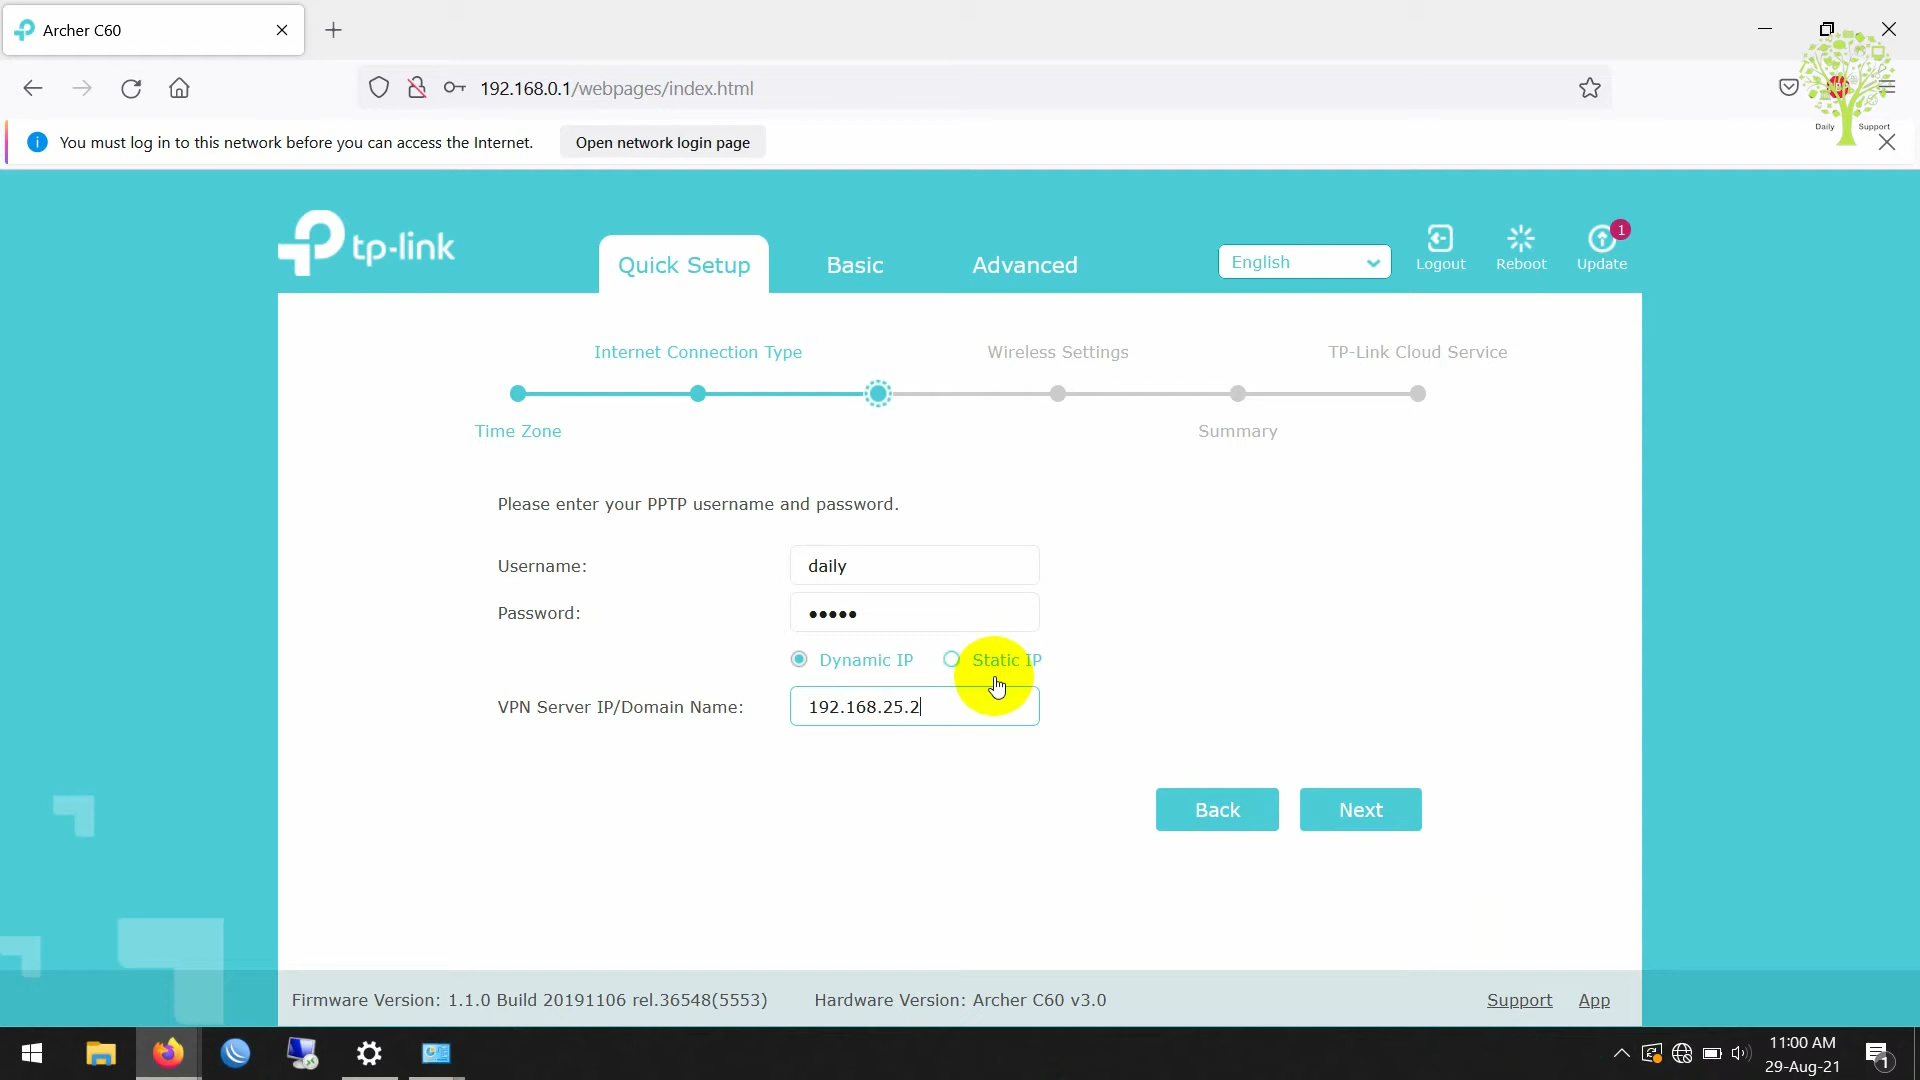 Archer C60
192.168.0.1/webpages/index.html
Daily Support
You must log in to this network before you can access the Internet.
Open network login page
tp-link
Quick Setup
Basic
Advanced
English
Logout
Reboot
Update
1
Internet Connection Type
Wireless Settings
TP-Link Cloud Service
Time Zone
Summary
Please enter your PPTP username and password.
Username:
daily
Password:
•••••
Dynamic IP
Static IP
VPN Server IP/Domain Name:
192.168.25.2
Back
Next
Firmware Version: 1.1.0 Build 20191106 rel.36548(5553)
Hardware Version: Archer C60 v3.0
Support
App
11:00 AM
29-Aug-21
1